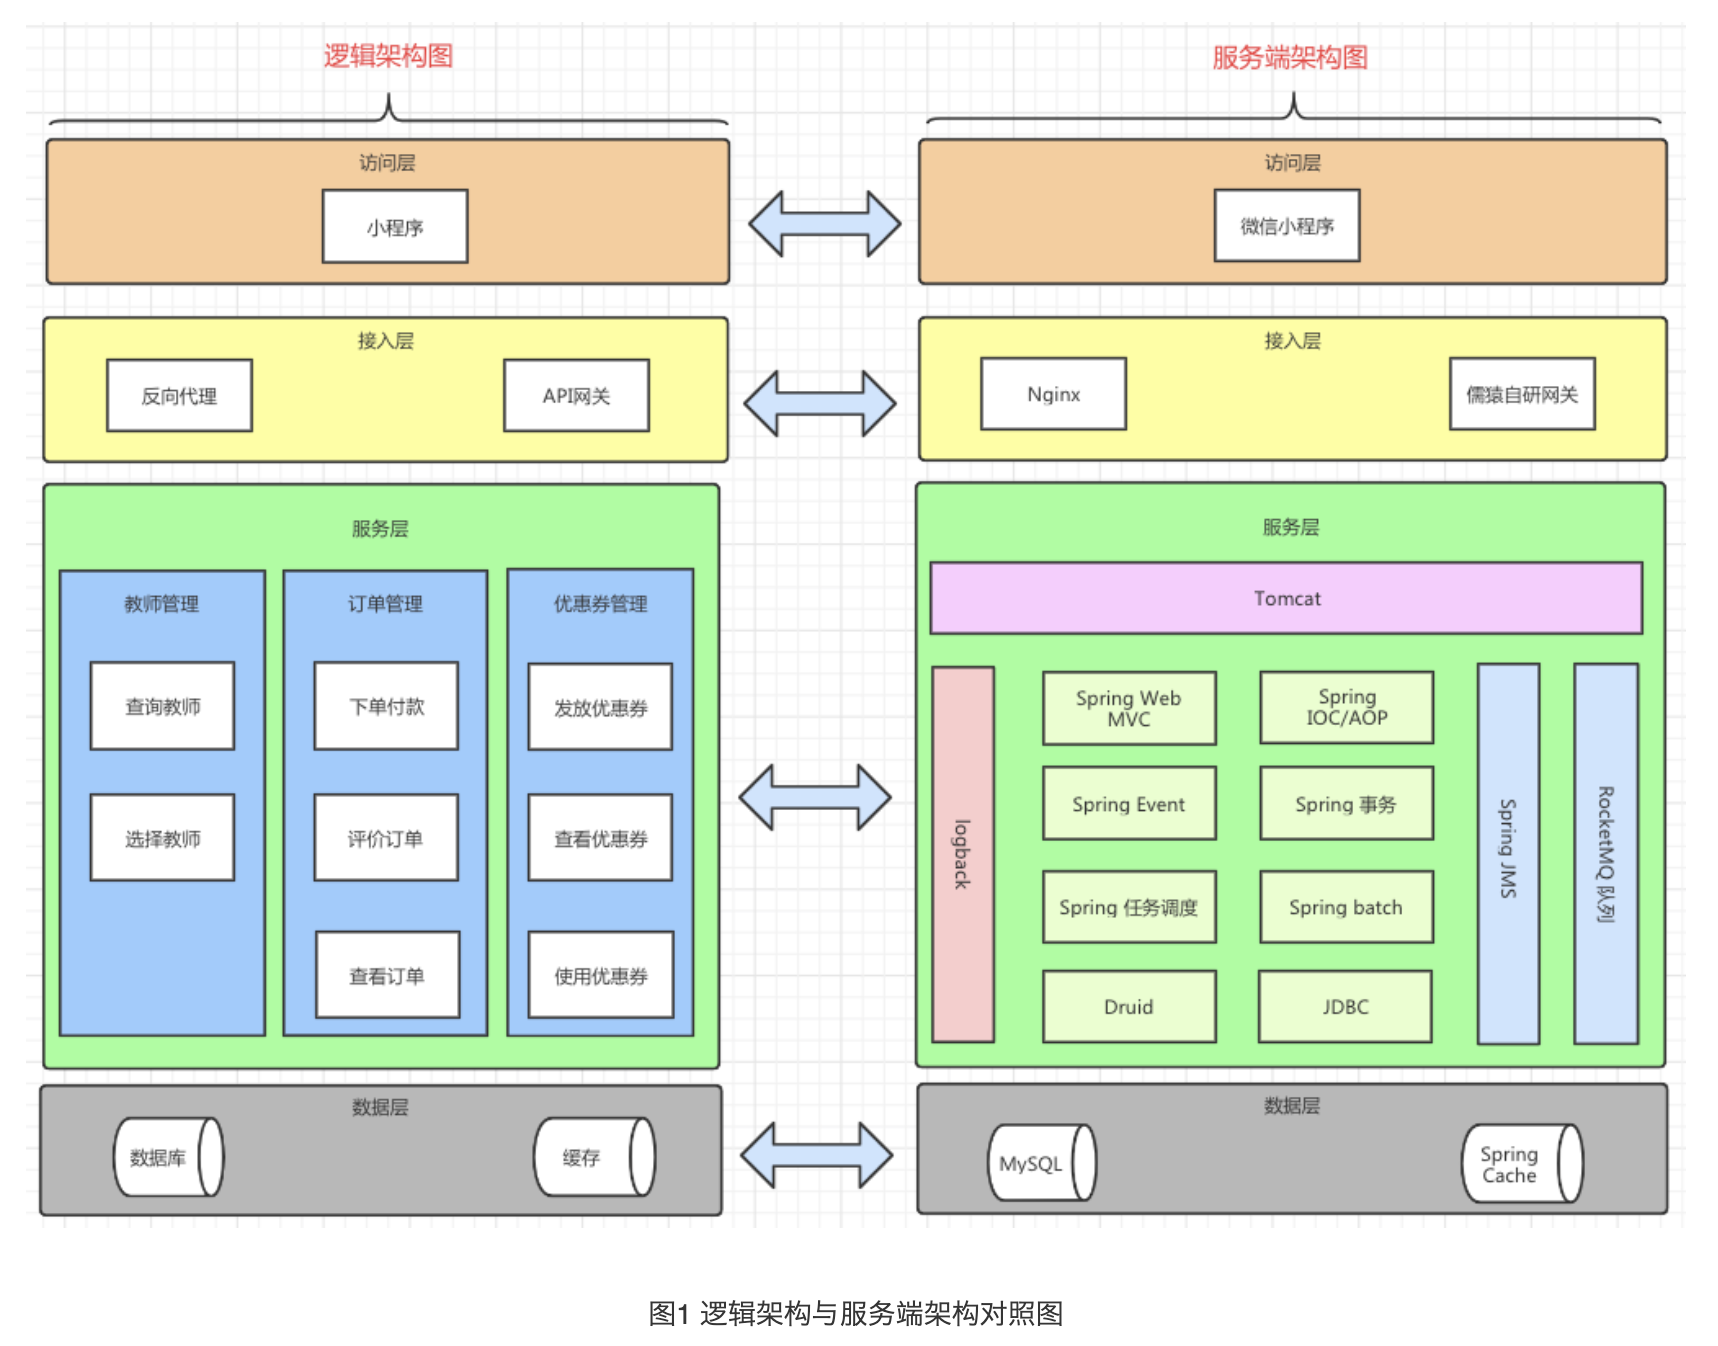 逻辑架构图
访问层
小程序
接入层
反向代理
API网关
服务层
教师管理
查询教师
选择教师
订单管理
下单付款
评价订单
查看订单
优惠券管理
发放优惠券
查看优惠券
使用优惠券
数据层
数据库
缓存
服务端架构图
访问层
微信小程序
接入层
Nginx
儒猿自研网关
服务层
Tomcat
logback
Spring Web
MVC
Spring
IOC/AOP
Spring Event
Spring 事务
Spring 任务调度
Spring batch
Druid
JDBC
Spring JMS
RocketMQ 队列
数据层
MySQL
Spring
Cache
图1 逻辑架构与服务端架构对照图